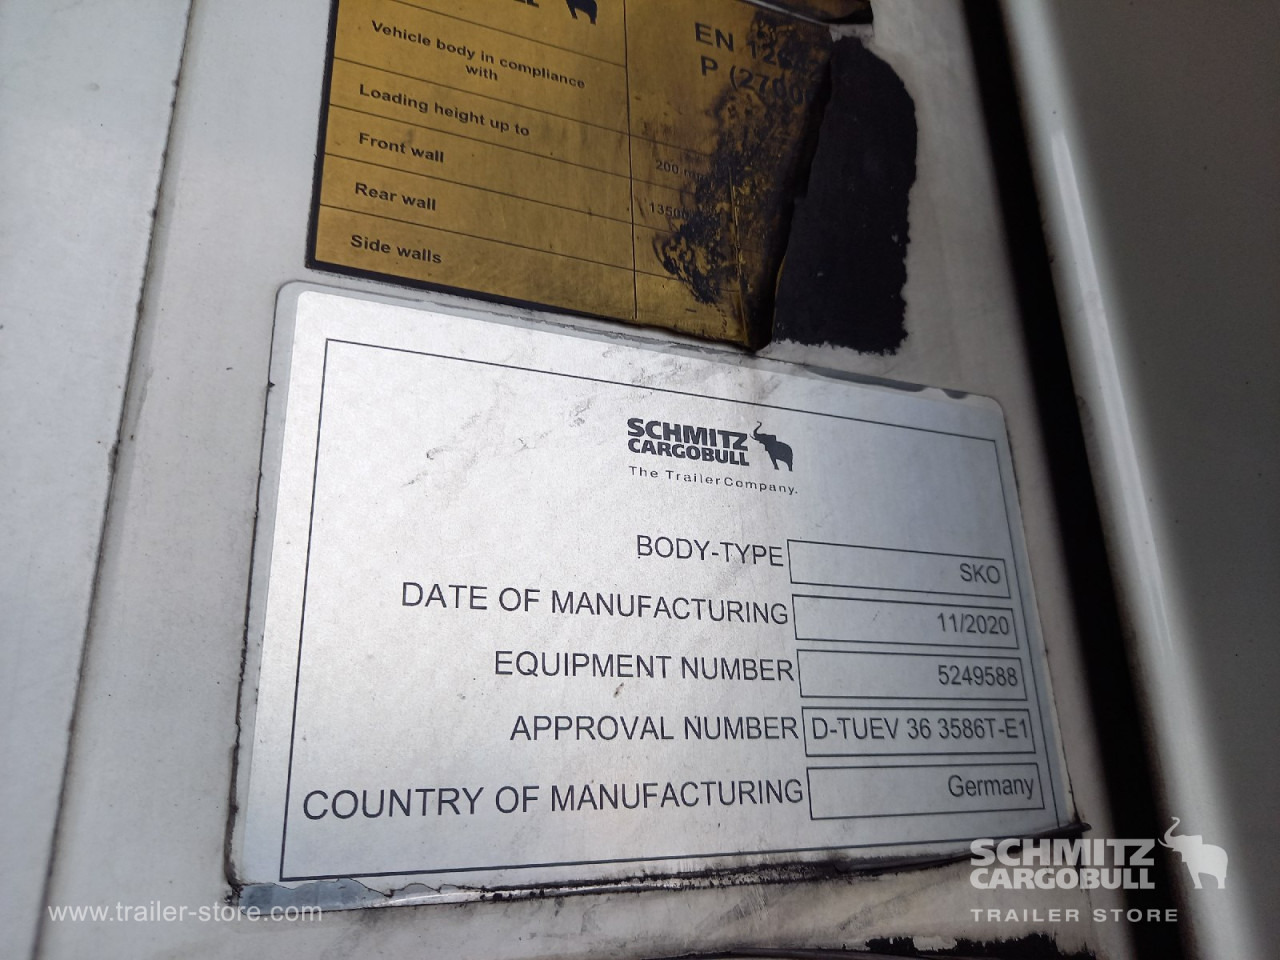 Vehicle body in compliance
with
EN
P (2700
Loading height up to
Front wall
200
Rear wall
Side walls
SCHMITZ
CARGOBULL
The Trailer Company.
BODY-TYPE SKO
DATE OF MANUFACTURING 11/2020
EQUIPMENT NUMBER 5249588
APPROVAL NUMBER D-TUEV 36 3586T-E1
COUNTRY OF MANUFACTURING Germany
SCHMITZ
CARGOBULL
TRAILER STORE
www.trailer-store.com